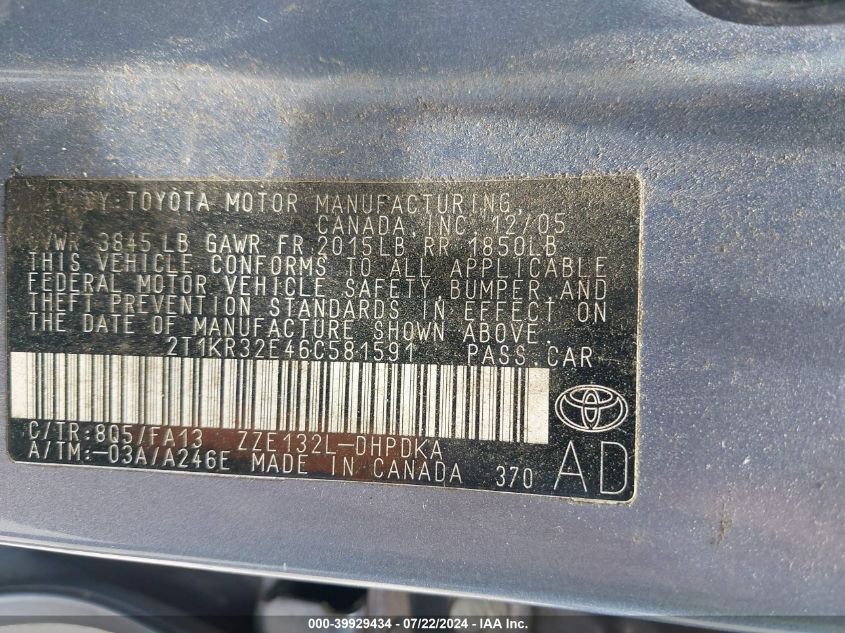 BY TOYOTA MOTOR MANUFACTURING,
CANADA, INC. 12/05
GVWR 3845 LB GAWR FR 2015LB RR 1850LB
THIS VEHICLE CONFORMS TO ALL APPLICABLE
FEDERAL MOTOR VEHICLE SAFETY, BUMPER, AND
THEFT PREVENTION STANDARDS IN EFFECT ON
THE DATE OF MANUFACTURE SHOWN ABOVE.
2T1KR32E46C581591 PASS.CAR
C/TR:8Q5/FA13 ZZE132L-DHPDKA
A/TM:-03A/A246E MADE IN CANADA 370
AD
000-39929434 / 07/22/2024 - IAA Inc.